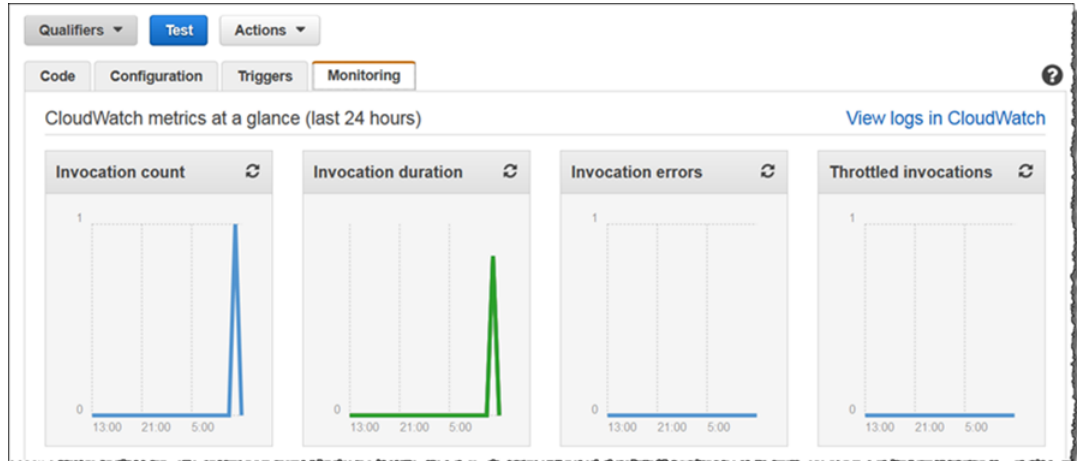 Qualifiers Test Actions
Code Configuration Triggers Monitoring ?
CloudWatch metrics at a glance (last 24 hours) View logs in CloudWatch
Invocation count Invocation duration Invocation errors Throttled invocations
1 1 1
0 0 0 0
13:00 21:00 5:00 13:00 21:00 5:00 13:00 21:00 5:00 13:00 21:00 5:00